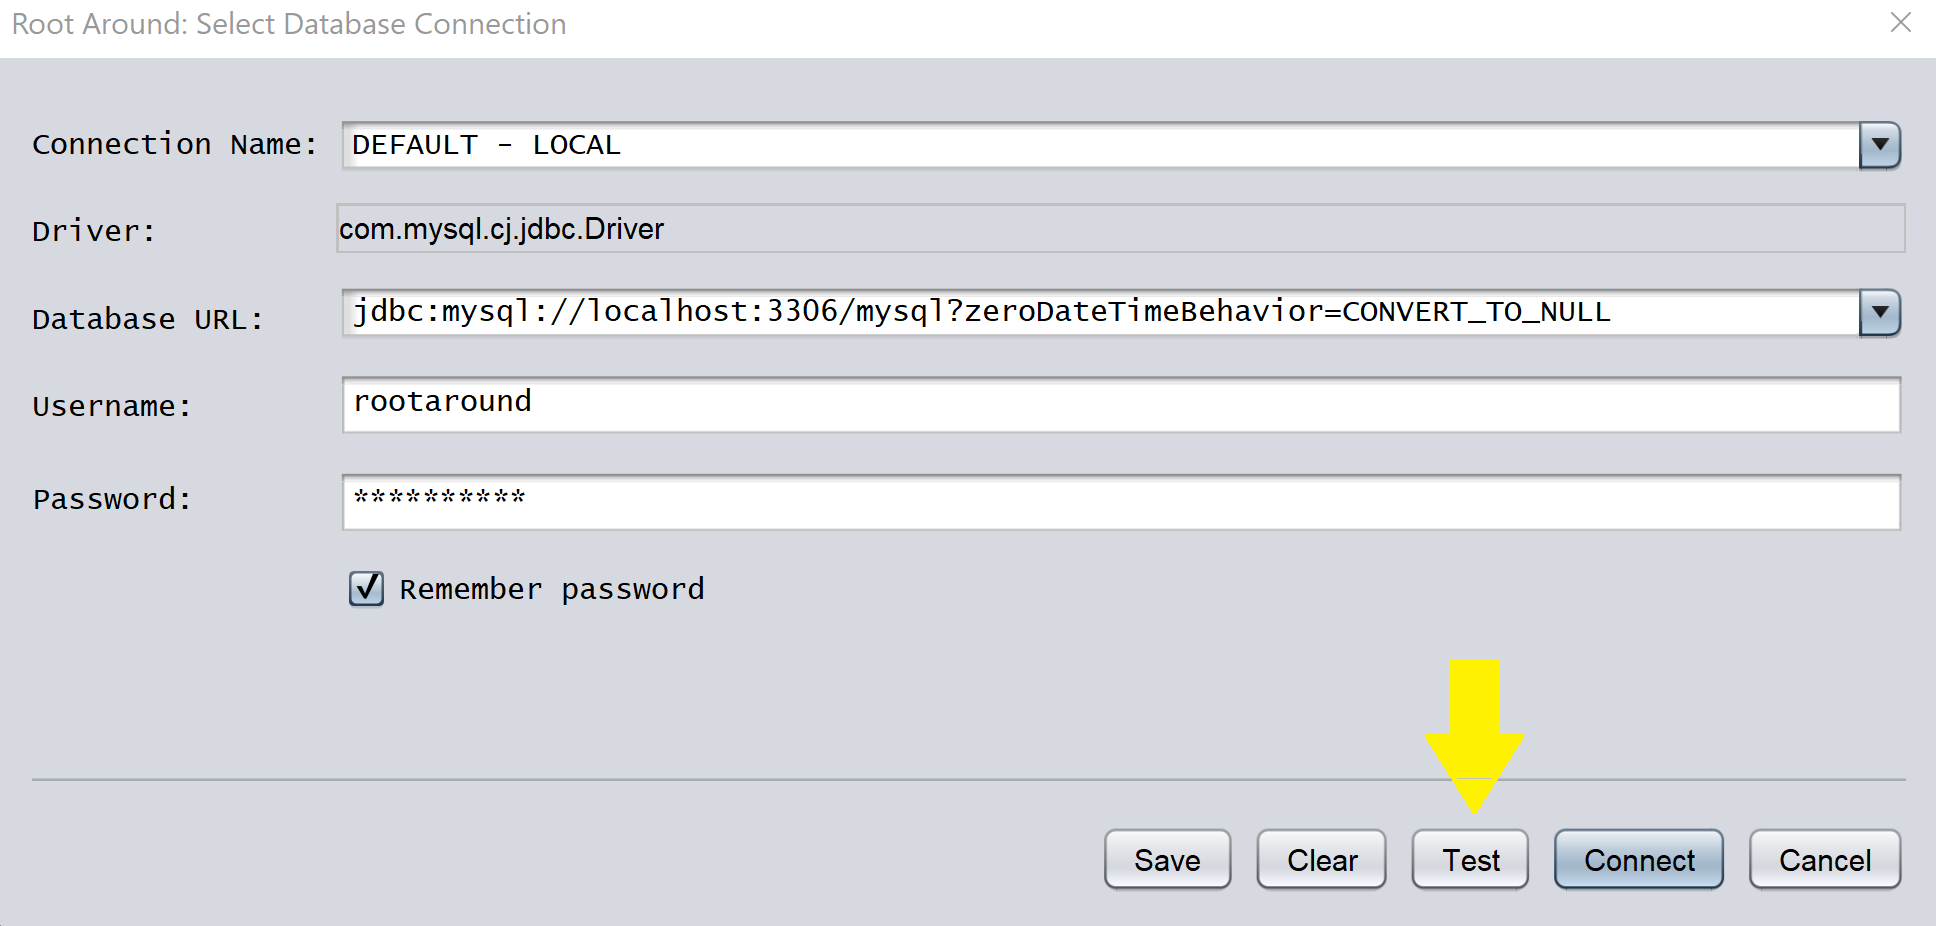 Root Around: Select Database Connection
Connection Name: DEFAULT - LOCAL
Driver: com.mysql.cj.jdbc.Driver
Database URL: jdbc:mysql://localhost:3306/mysql?zeroDateTimeBehavior=CONVERT_TO_NULL
Username: rootaround
Password: **********
Remember password
Save Clear Test Connect Cancel